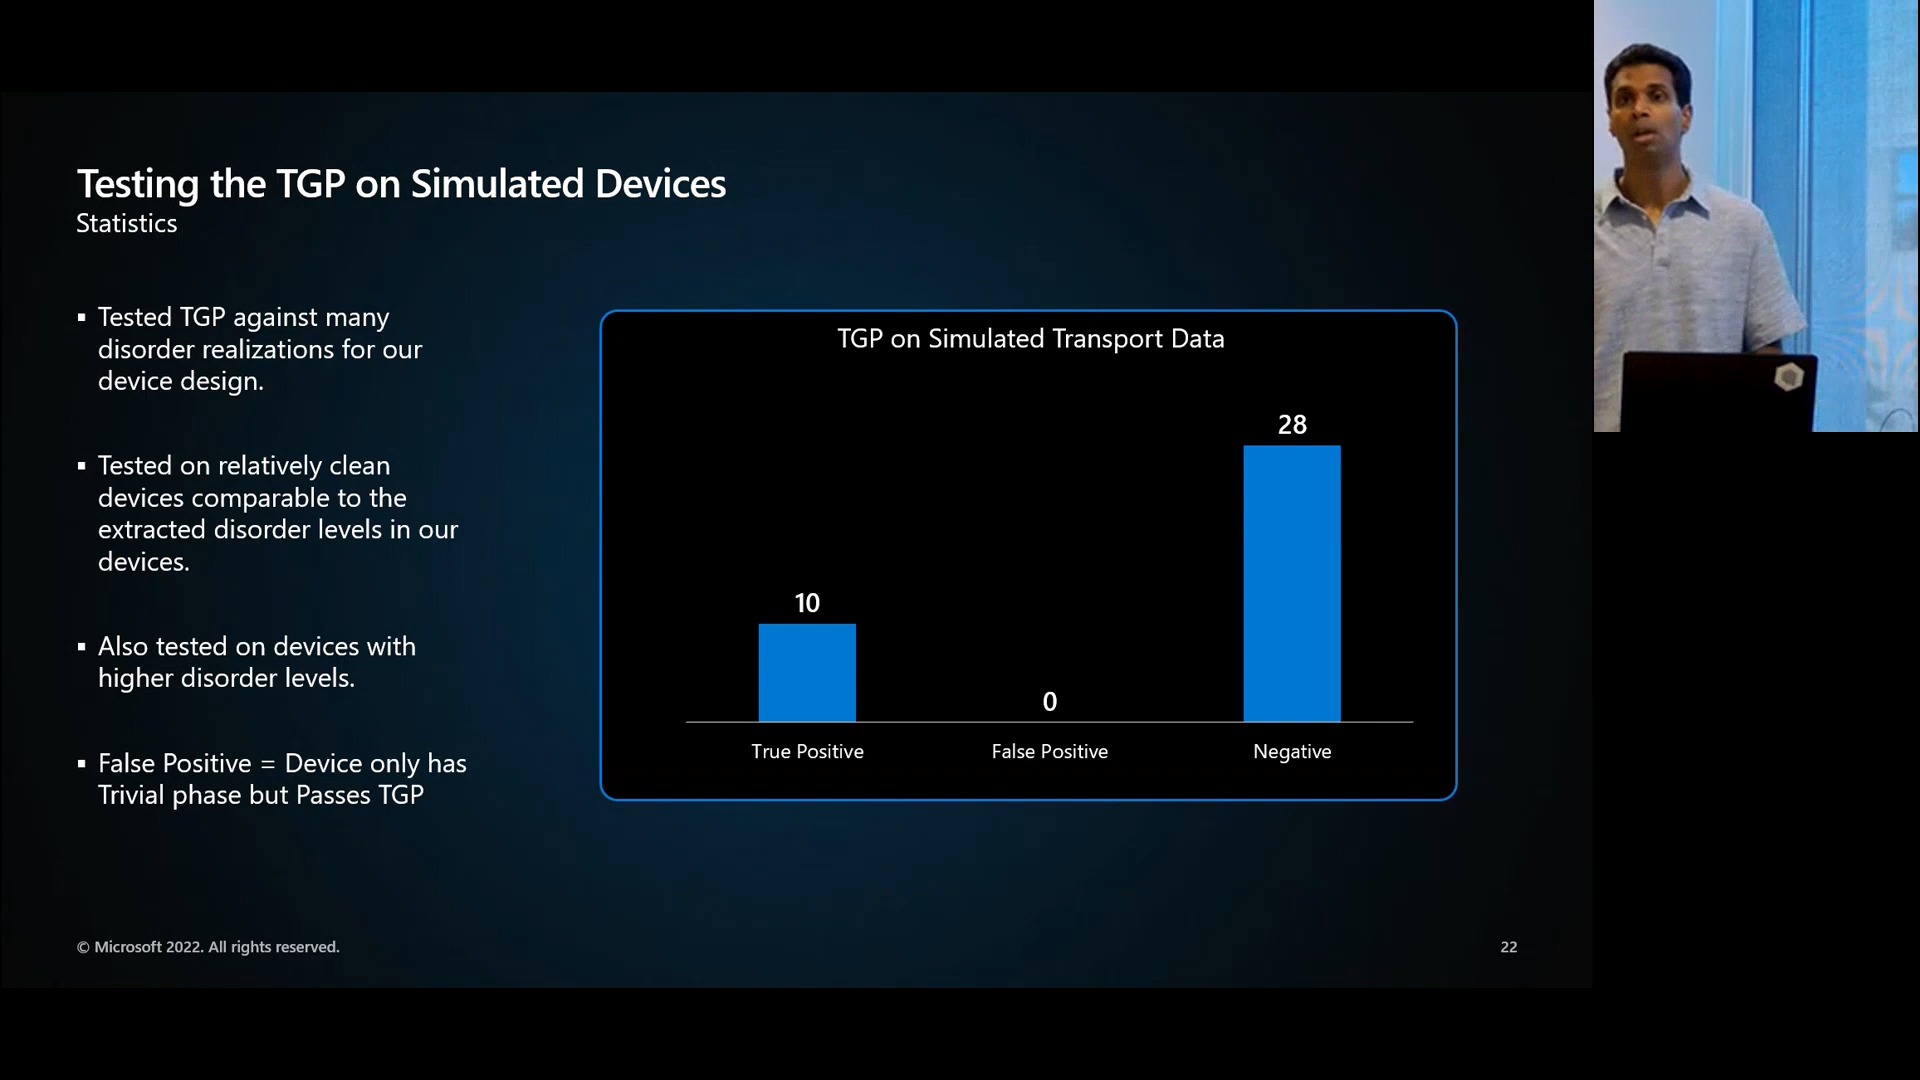 Testing the TGP on Simulated Devices
Statistics
▪ Tested TGP against many
disorder realizations for our
device design.
▪ Tested on relatively clean
devices comparable to the
extracted disorder levels in our
devices.
▪ Also tested on devices with
higher disorder levels.
▪ False Positive = Device only has
Trivial phase but Passes TGP
TGP on Simulated Transport Data
28
10
0
True Positive
False Positive
Negative
© Microsoft 2022. All rights reserved.
22